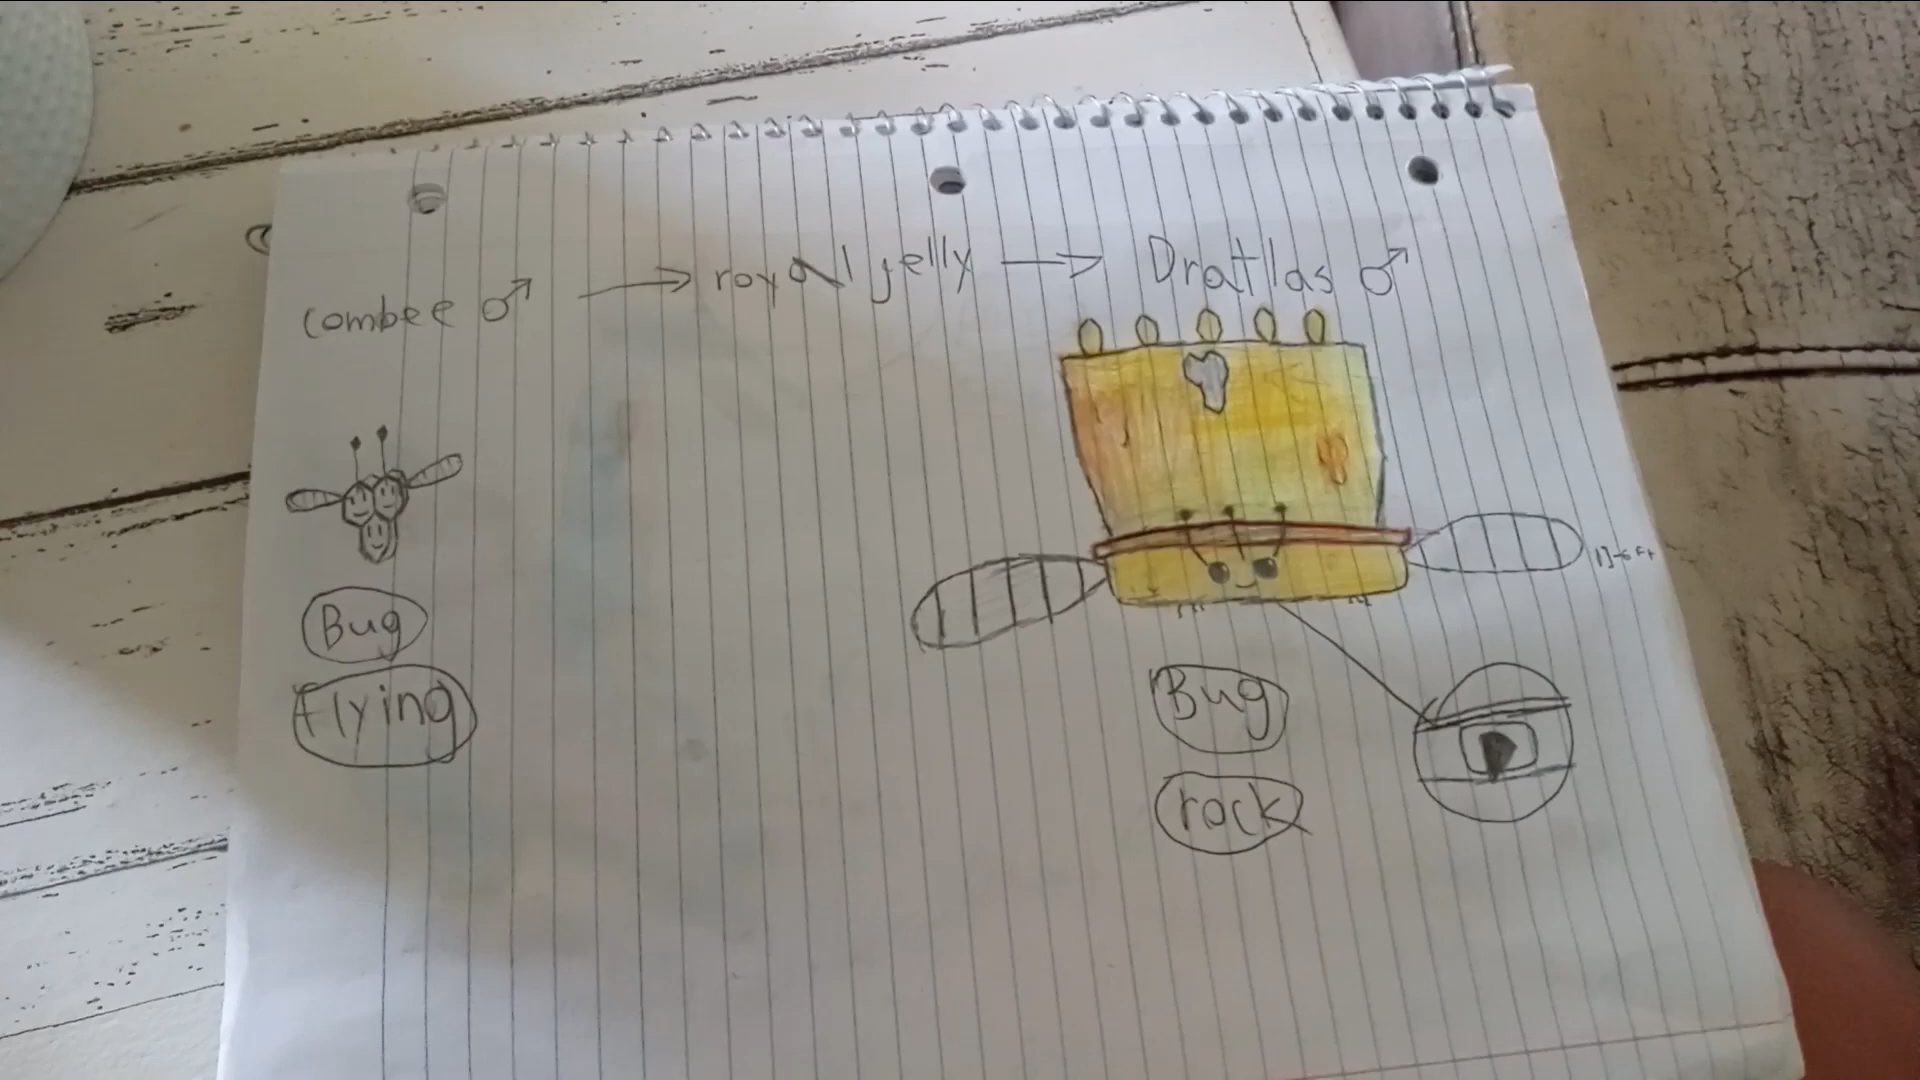 combee ♂ → royal jelly → Dratlas ♂
Bug
Flying
Bug
rock